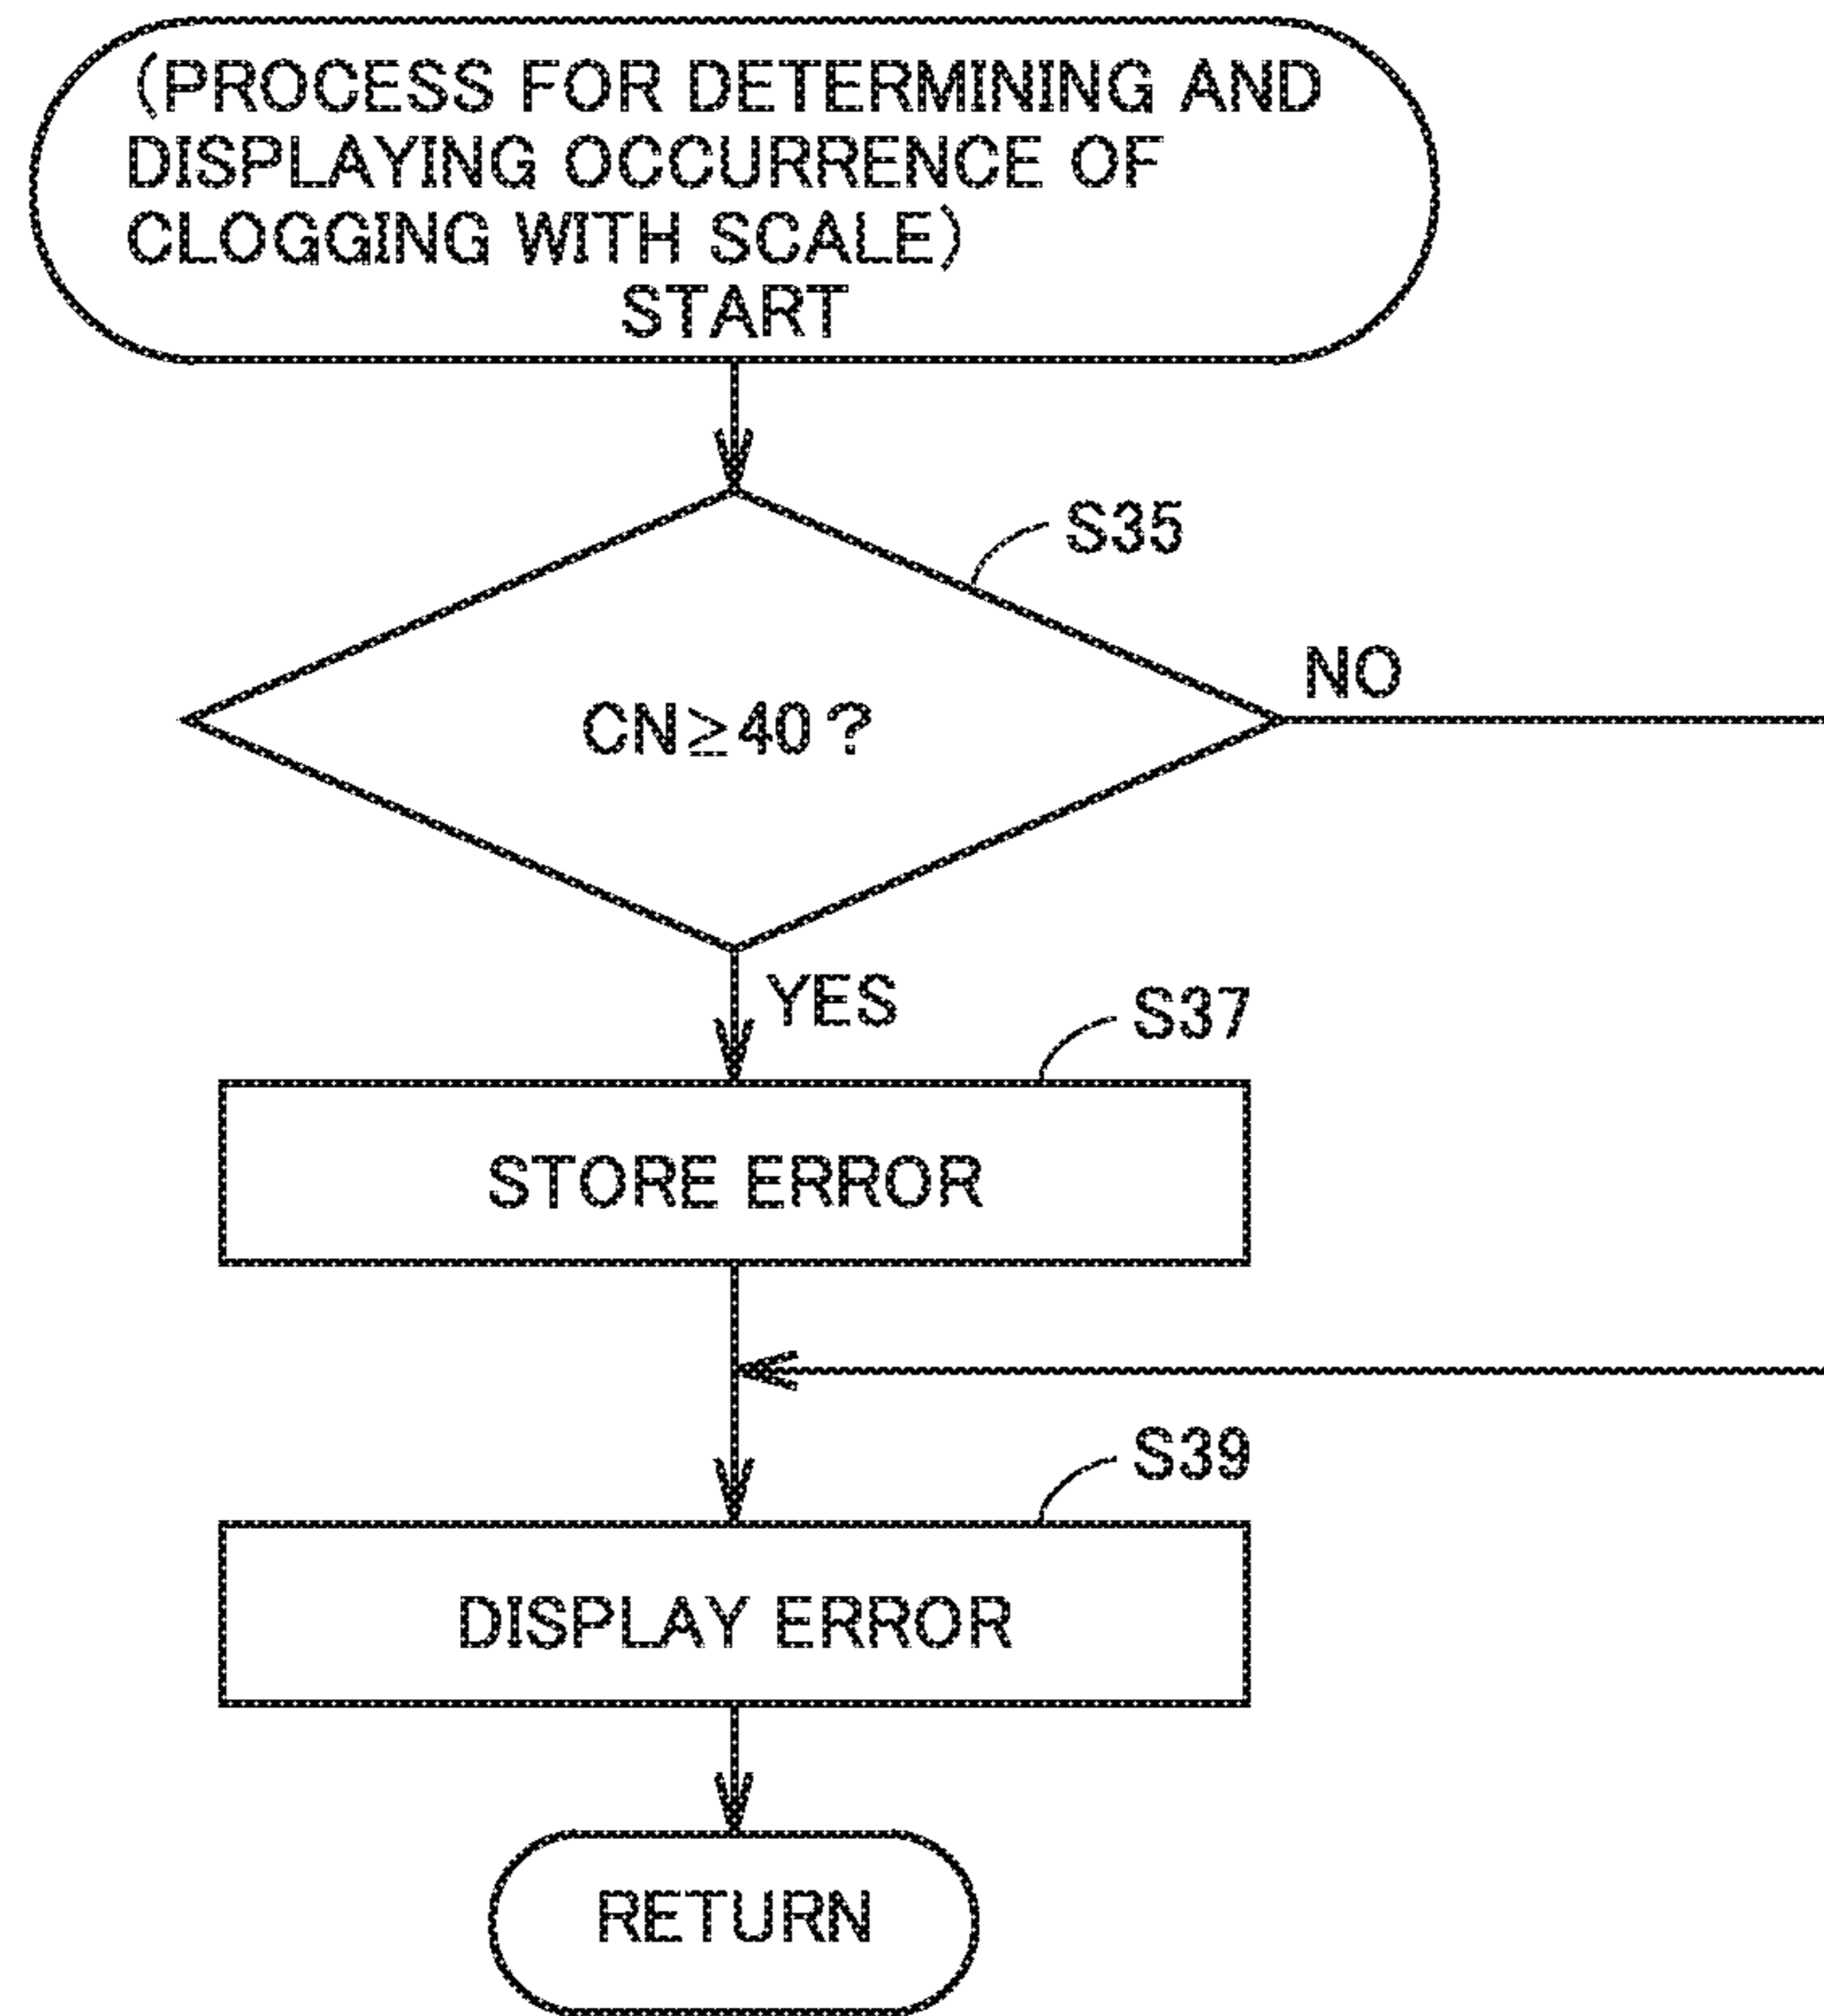 (PROCESS FOR DETERMINING AND
DISPLAYING OCCURRENCE OF
CLOGGING WITH SCALE)
START
S35
NO
CN≧40?
YES
S37
STORE ERROR
S39
DISPLAY ERROR
RETURN